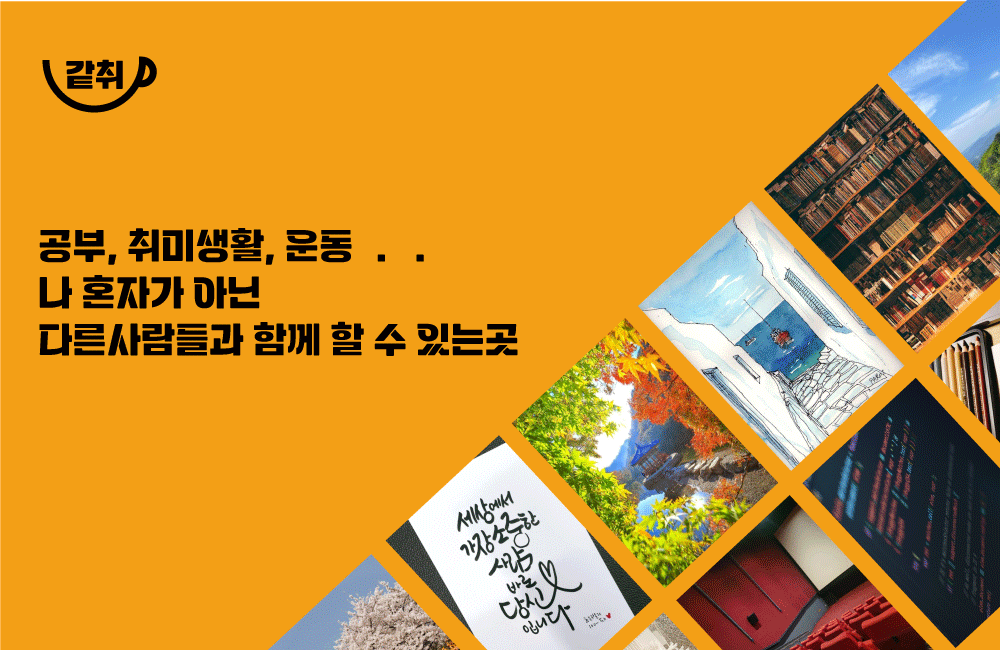 같취
공부, 취미생활, 운동 . .
나 혼자가 아닌
다른사람들과 함께 할 수 있는곳
세상에서
가장소중한
사람
바로
당신
입니다